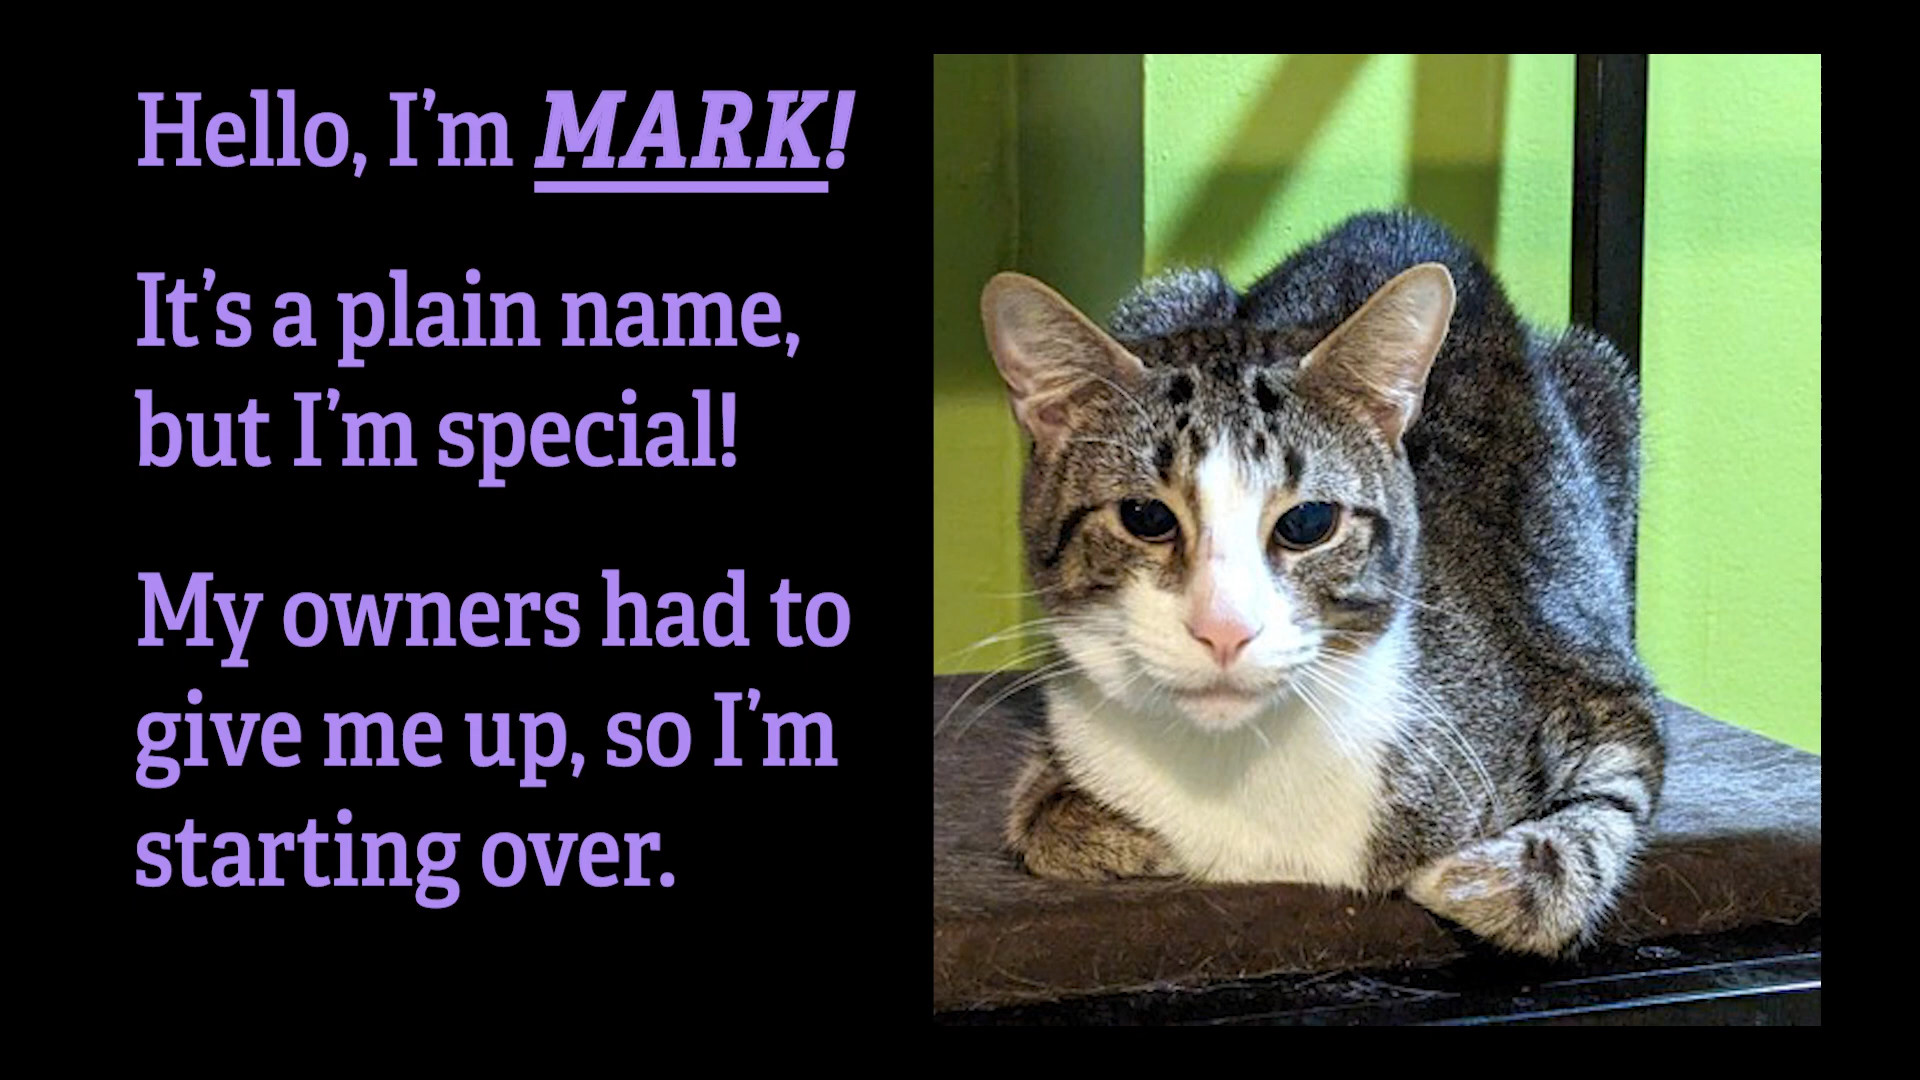 Hello, I’m MARK!
It’s a plain name,
but I’m special!
My owners had to
give me up, so I’m
starting over.